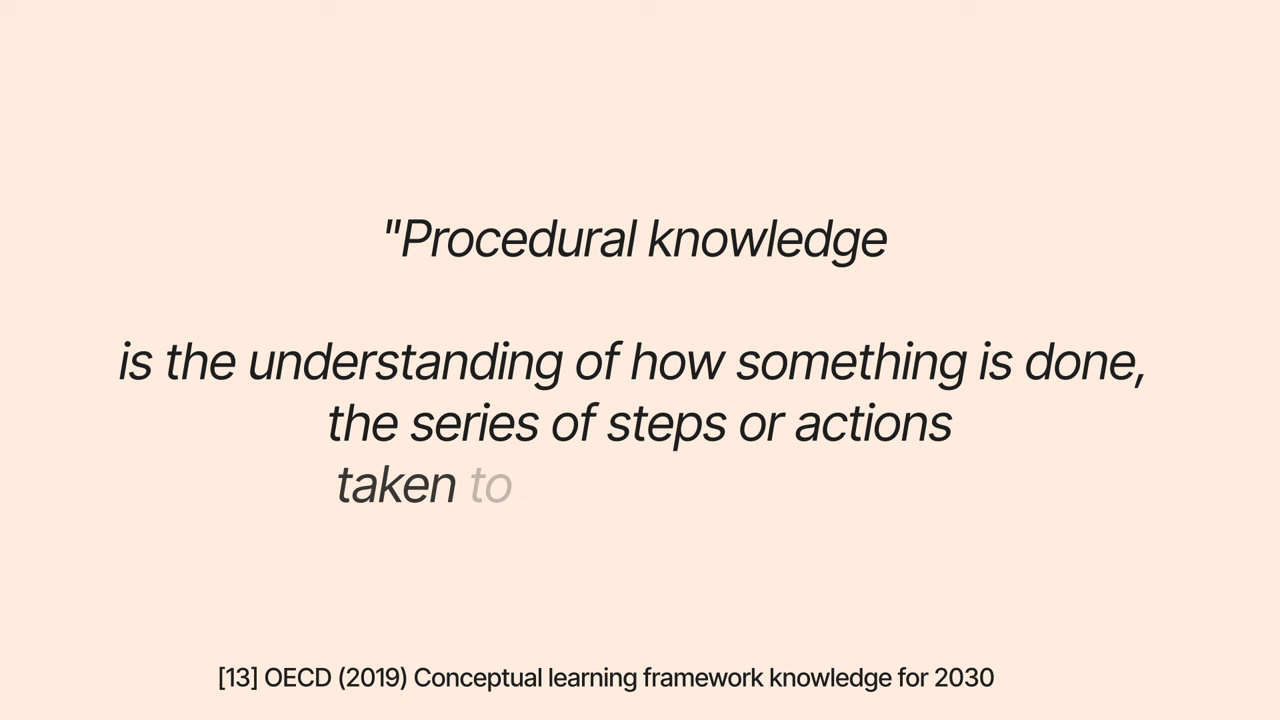 "Procedural knowledge
is the understanding of how something is done,
the series of steps or actions
taken to
[13] OECD (2019) Conceptual learning framework knowledge for 2030